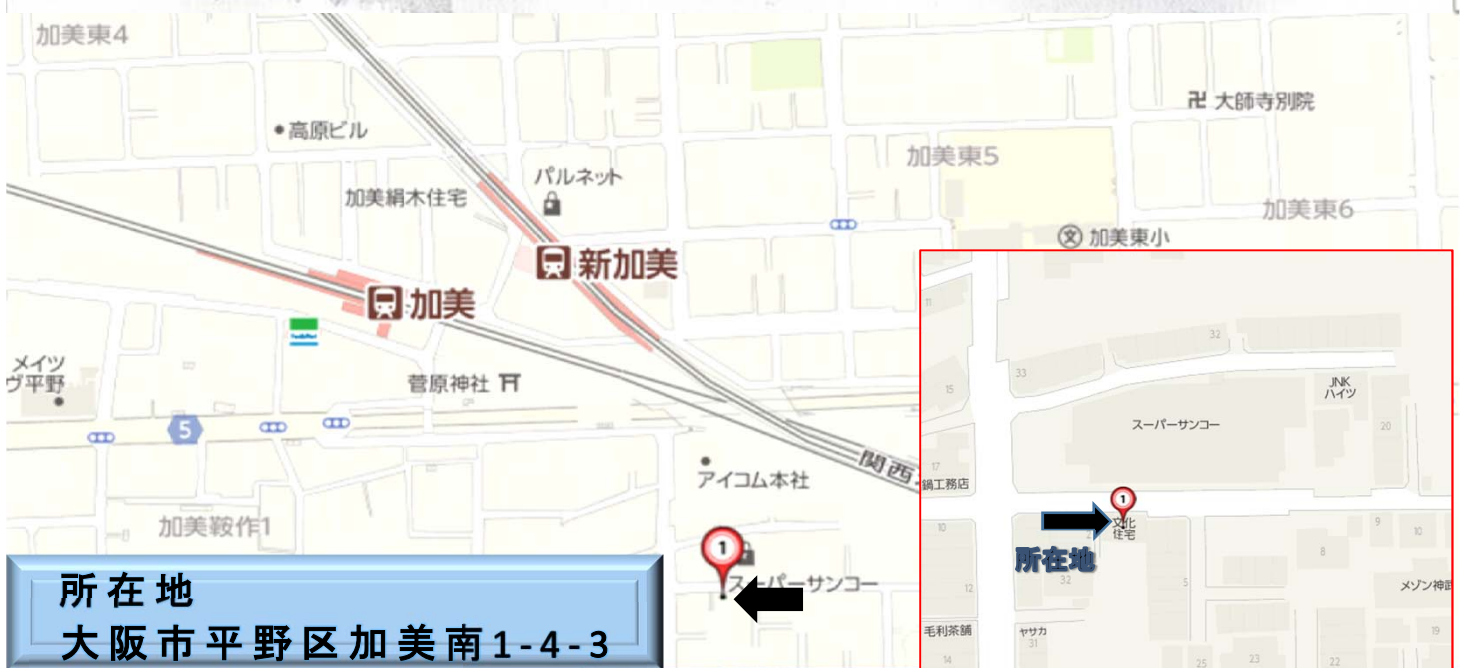 加美東4
卍 大師寺別院
高原ビル
加美東5
パルネット
加美絹木住宅
加美東6
文 加美東小
新加美
加美
FamilyMart
メイツ
ヴ平野
菅原神社
5
関西
アイコム本社
加美鞍作1
1
スーパーサンコー
所在地
大阪市平野区加美南1-4-3
11
32
33
15
JNK
ハイツ
スーパーサンコー
20
17
鍋工務店
1
文化
住宅
10
2
9
10
所在地
8
32
5
12
メゾン神武
毛利茶舗
ヤサカ
31
19
14
25
23
22